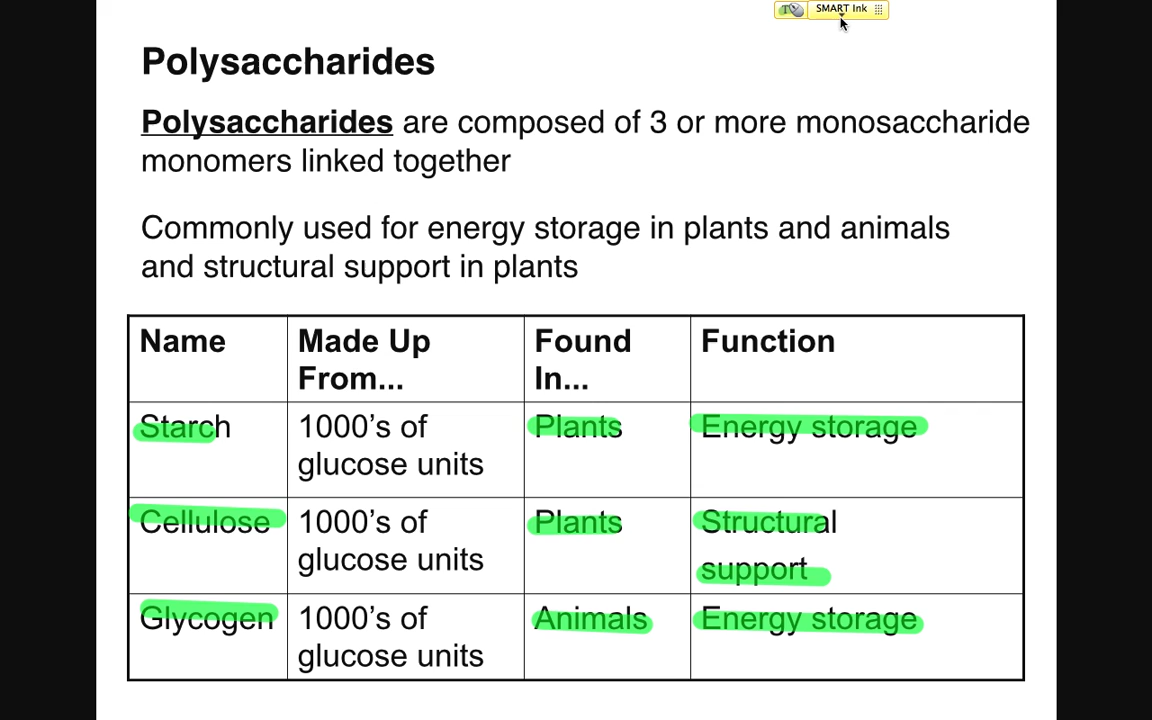 SMART Ink
Polysaccharides
Polysaccharides are composed of 3 or more monosaccharide
monomers linked together
Commonly used for energy storage in plants and animals
and structural support in plants
Name
Made Up
From...
Found
In...
Function
Starch
1000’s of
glucose units
Plants
Energy storage
Cellulose
1000’s of
glucose units
Plants
Structural
support
Glycogen
1000’s of
glucose units
Animals
Energy storage